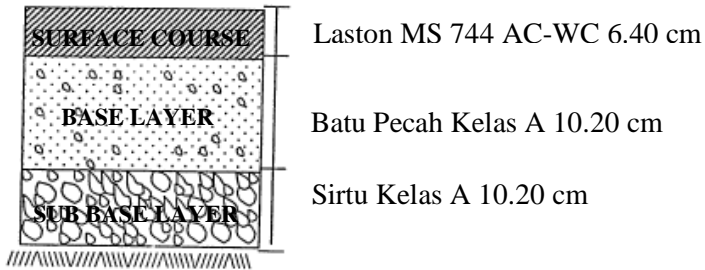 SURFACE COURSE
Laston MS 744 AC-WC 6.40 cm
BASE LAYER
Batu Pecah Kelas A 10.20 cm
Sirtu Kelas A 10.20 cm
SUB BASE LAYER